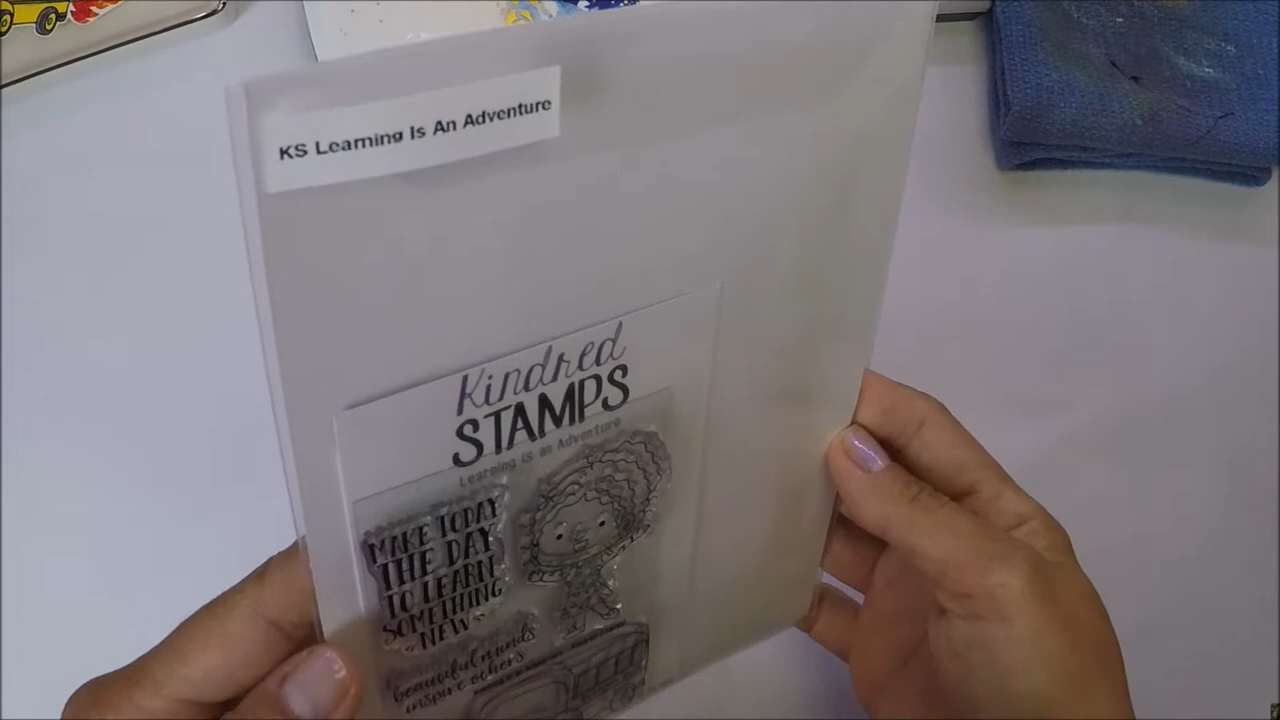 KS Learning Is An Adventure
Kindred
STAMPS
Learning is an Adventure
MAKE TODAY
THE DAY
TO LEARN
SOMETHING
NEW
beautiful minds
inspire others